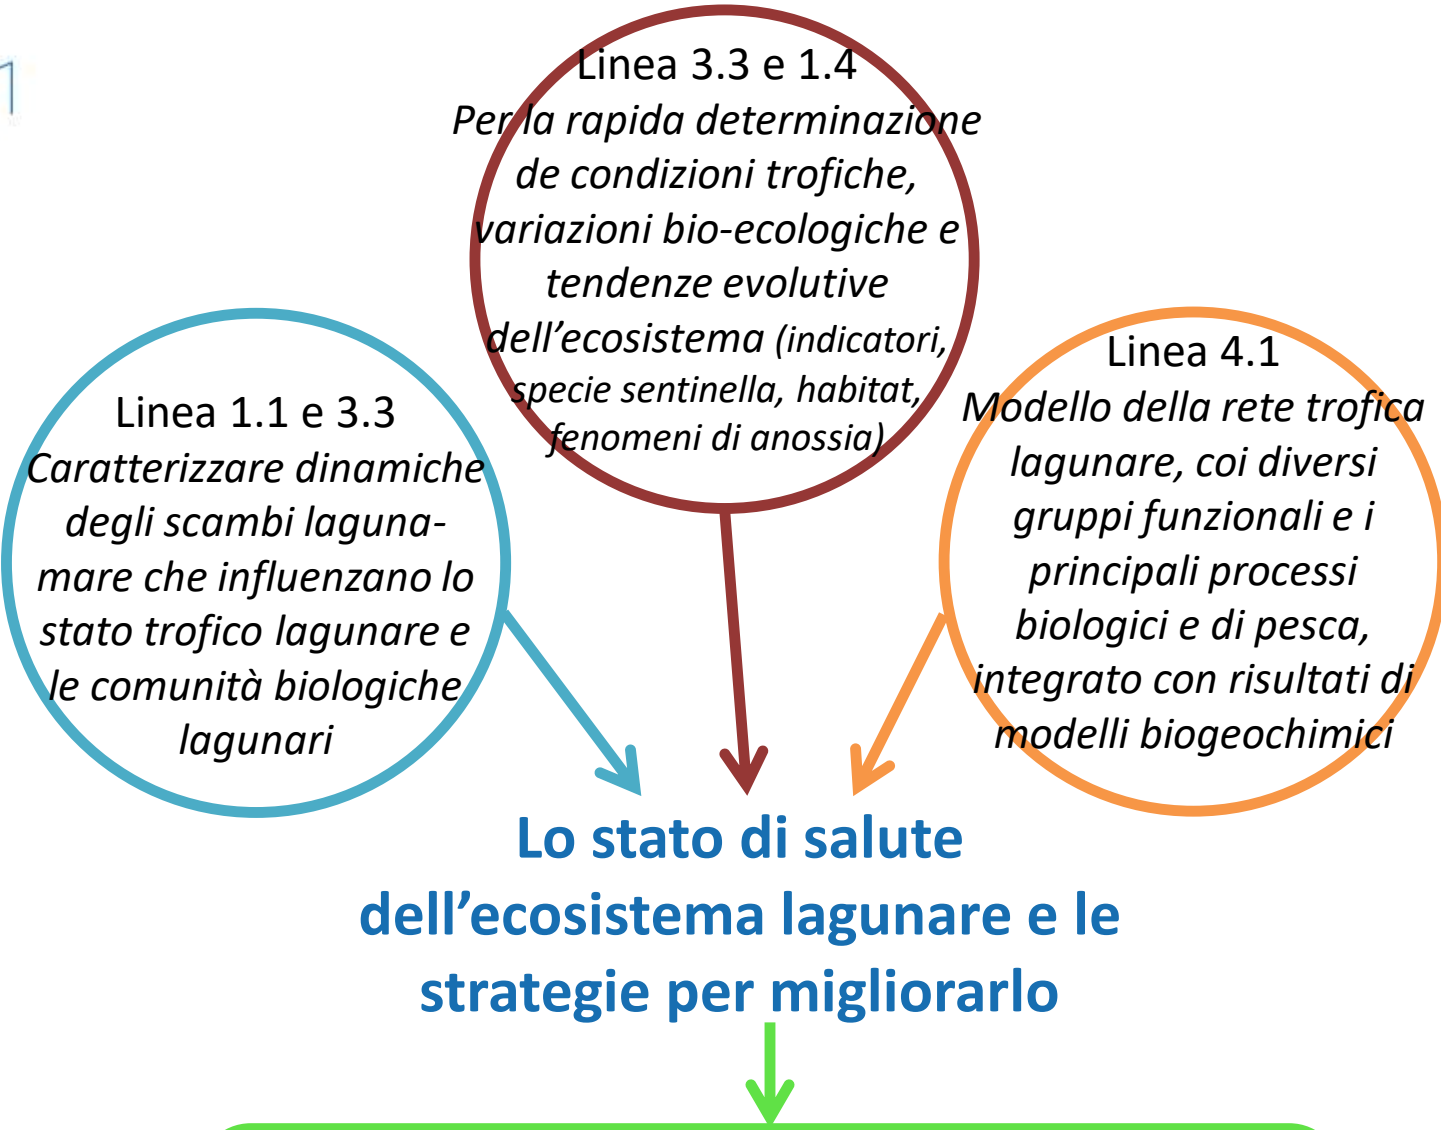 Linea 3.3 e 1.4
Per la rapida determinazione
de condizioni trofiche,
variazioni bio-ecologiche e
tendenze evolutive
dell’ecosistema (indicatori,
specie sentinella, habitat,
fenomeni di anossia)
Linea 1.1 e 3.3
Caratterizzare dinamiche
degli scambi laguna-
mare che influenzano lo
stato trofico lagunare e
le comunità biologiche
lagunari
Linea 4.1
Modello della rete trofica
lagunare, coi diversi
gruppi funzionali e i
principali processi
biologici e di pesca,
integrato con risultati di
modelli biogeochimici
Lo stato di salute
dell’ecosistema lagunare e le
strategie per migliorarlo